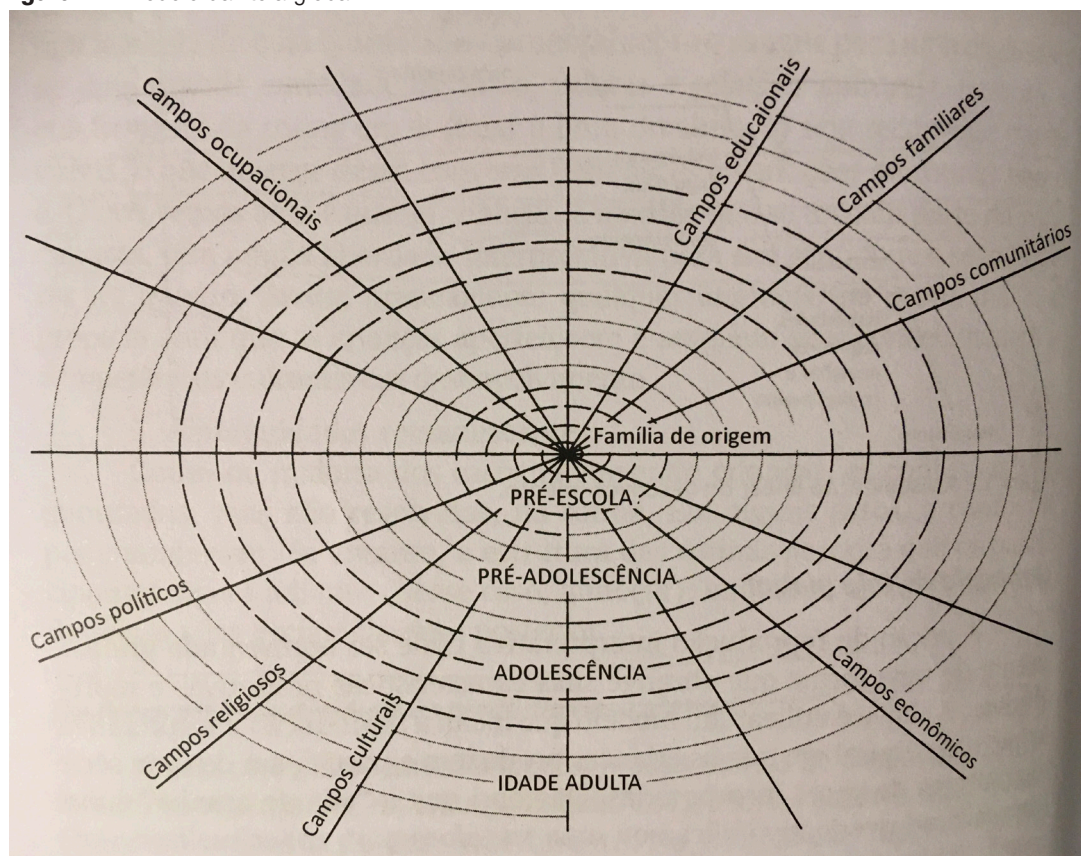 Campos ocupacionais
Campos educaionais
Campos familiares
Campos comunitários
Família de origem
PRÉ-ESCOLA
PRÉ-ADOLESCÊNCIA
ADOLESCÊNCIA
IDADE ADULTA
Campos políticos
Campos religiosos
Campos culturais
Campos econômicos